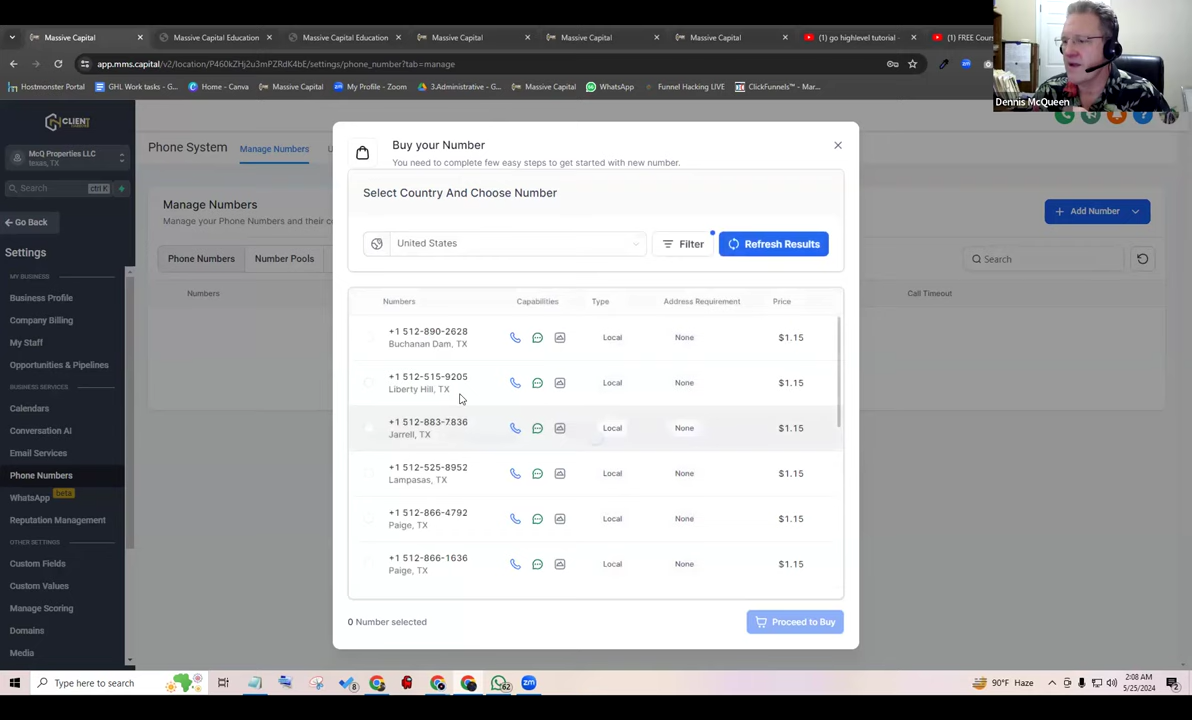 Massive Capital
Massive Capital Education
Massive Capital Education
Massive Capital
Massive Capital
Massive Capital
(1) go highlevel tutorial -
(1) FREE Cours
app.mms.capital/v2/location/P460kZHj2u3mPZRdK4bE/settings/phone_number?tab=manage
Hostmonster Portal
GHL Work tasks - G...
Home - Canva
Massive Capital
My Profile - Zoom
3.Administrative - G...
Massive Capital
WhatsApp
Funnel Hacking LIVE
ClickFunnels™ - Mar...
Dennis McQueen
CLIENT
McQ Properties LLC
texas, TX
Search
ctrl K
Go Back
Settings
MY BUSINESS
Business Profile
Company Billing
My Staff
Opportunities & Pipelines
BUSINESS SERVICES
Calendars
Conversation AI
Email Services
Phone Numbers
WhatsApp beta
Reputation Management
OTHER SETTINGS
Custom Fields
Custom Values
Manage Scoring
Domains
Media
Phone System
Manage Numbers
Manage Numbers
Manage your Phone Numbers and their c
Add Number
Phone Numbers
Number Pools
Search
Numbers
Call Timeout
Buy your Number
You need to complete few easy steps to get started with new number.
Select Country And Choose Number
United States
Filter
Refresh Results
Numbers Capabilities Type Address Requirement Price
+1 512-890-2628
Buchanan Dam, TX
Local None $1.15
+1 512-515-9205
Liberty Hill, TX
Local None $1.15
+1 512-883-7836
Jarrell, TX
Local None $1.15
+1 512-525-8952
Lampasas, TX
Local None $1.15
+1 512-866-4792
Paige, TX
Local None $1.15
+1 512-866-1636
Paige, TX
Local None $1.15
0 Number selected
Proceed to Buy
Type here to search
8
62
90°F Haze
2:08 AM
5/25/2024
2